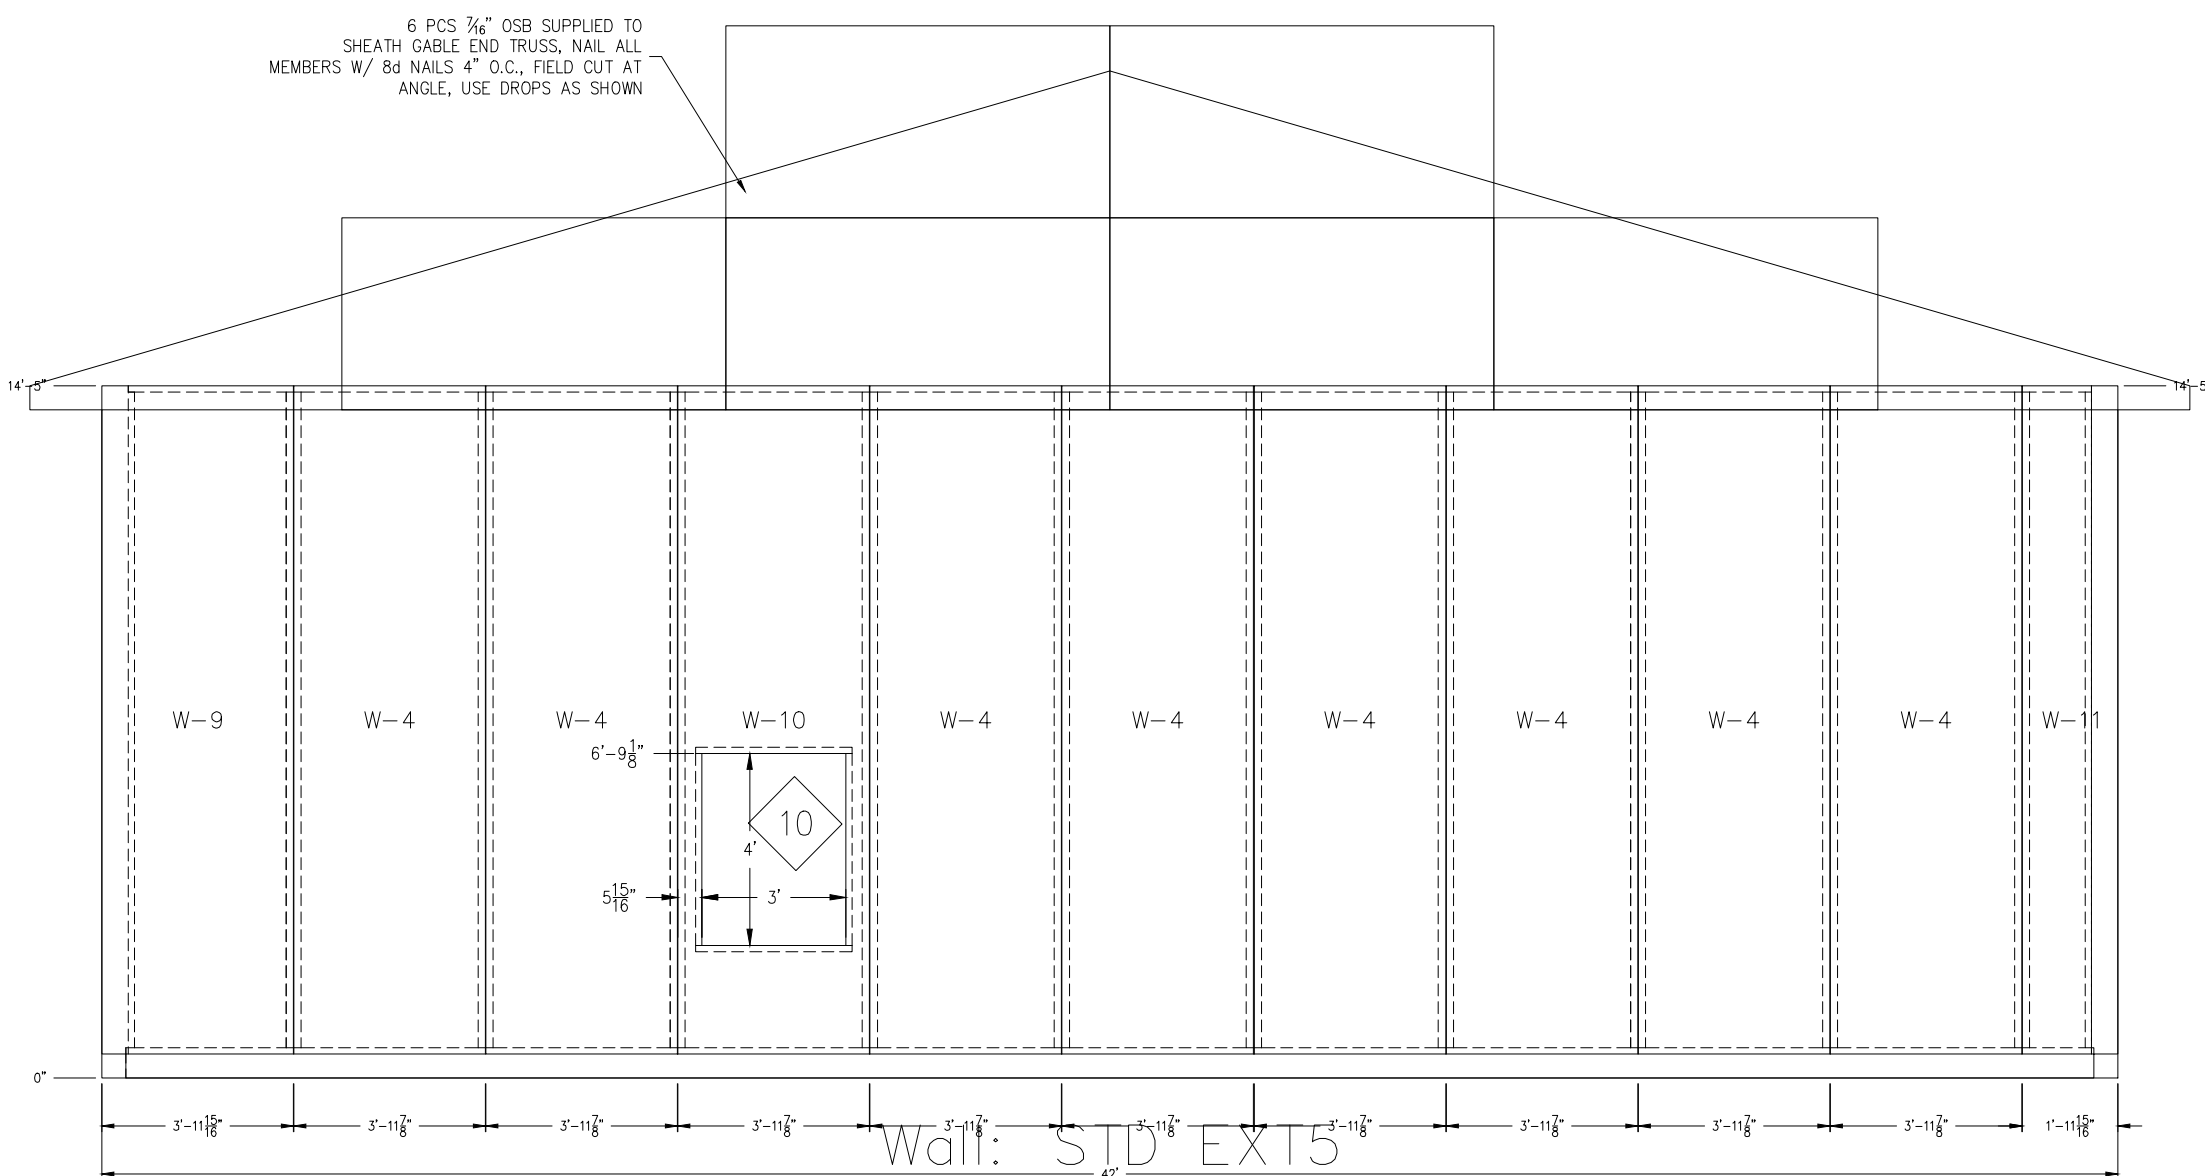 6 PCS 7/16" OSB SUPPLIED TO
SHEATH GABLE END TRUSS, NAIL ALL
MEMBERS W/ 8d NAILS 4" O.C., FIELD CUT AT
ANGLE, USE DROPS AS SHOWN
14'-5" 14'-5
W-9 W-4 W-4 W-10 W-4 W-4 W-4 W-4 W-4 W-4 W-11
6'-9 1/8"
10
4'
5 15/16" 3'
0"
3'-11 15/16" 3'-11 7/8" 3'-11 7/8" 3'-11 7/8" 3'-11 7/8" 3'-11 7/8" 3'-11 7/8" 3'-11 7/8" 3'-11 7/8" 3'-11 7/8" 1'-11 15/16"
Wall: STD EXT5
42'